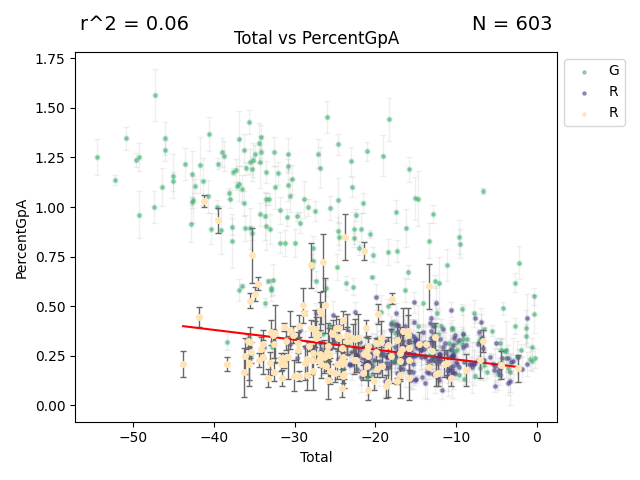 r^2 = 0.06
N = 603
Total vs PercentGpA
G
R
R
PercentGpA
1.75
1.50
1.25
1.00
0.75
0.50
0.25
0.00
−50
−40
−30
−20
−10
0
Total